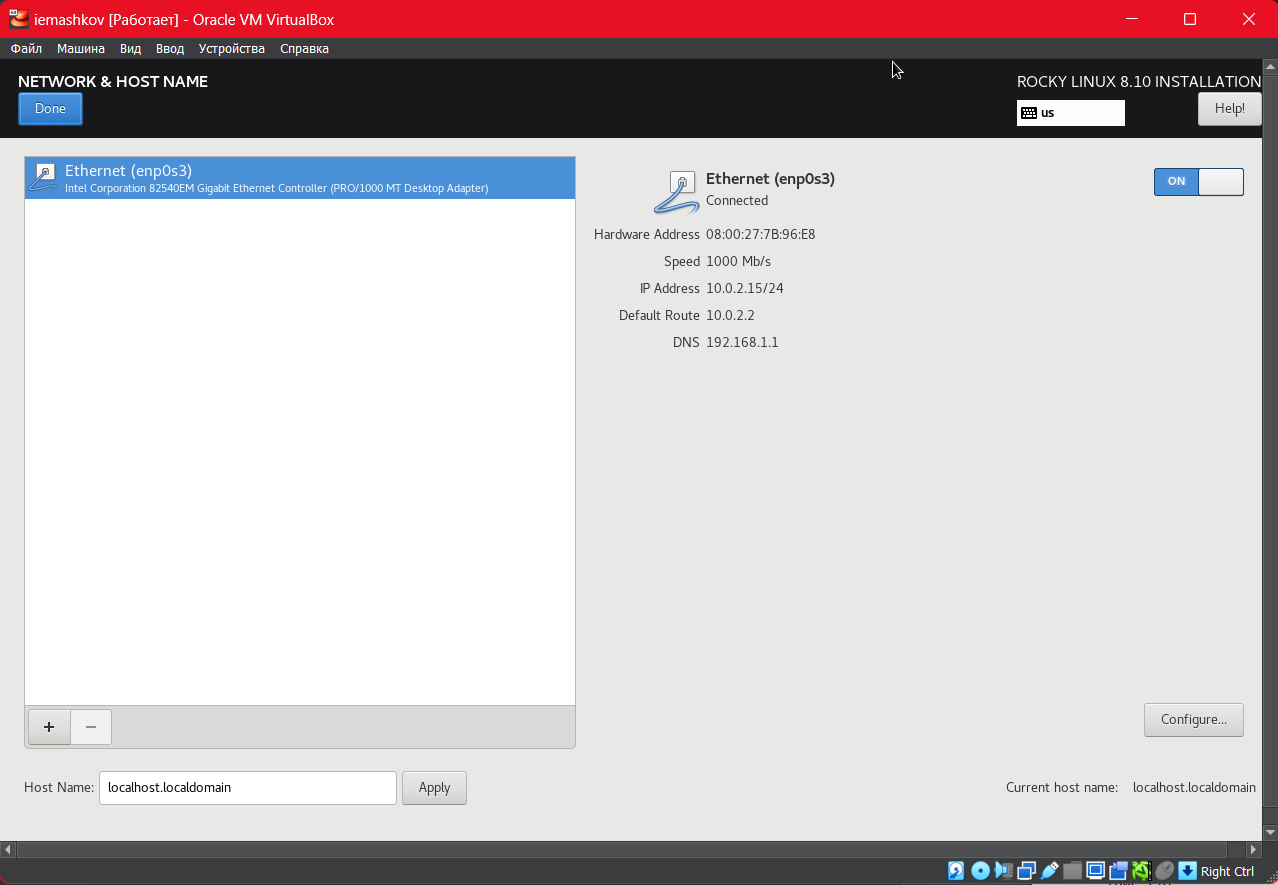 iemashkov [Работает] - Oracle VM VirtualBox
Файл Машина Вид Ввод Устройства Справка
NETWORK & HOST NAME
ROCKY LINUX 8.10 INSTALLATION
Done
us
Help!
Ethernet (enp0s3)
Intel Corporation 82540EM Gigabit Ethernet Controller (PRO/1000 MT Desktop Adapter)
Ethernet (enp0s3)
Connected
ON
Hardware Address 08:00:27:7B:96:E8
Speed 1000 Mb/s
IP Address 10.0.2.15/24
Default Route 10.0.2.2
DNS 192.168.1.1
+ −
Configure...
Host Name: localhost.localdomain Apply
Current host name: localhost.localdomain
Right Ctrl